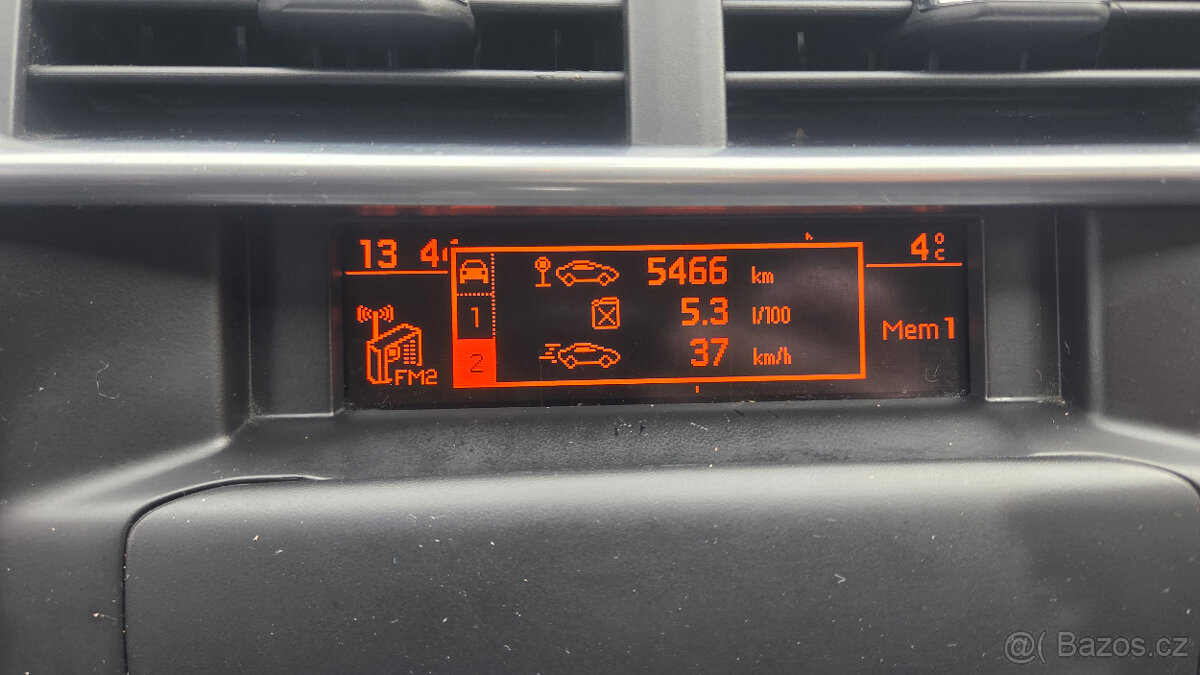 13 4
5466 km
4°C
1
5.3 l/100
Mem 1
2
37 km/h
FM2
@( Bazos.cz